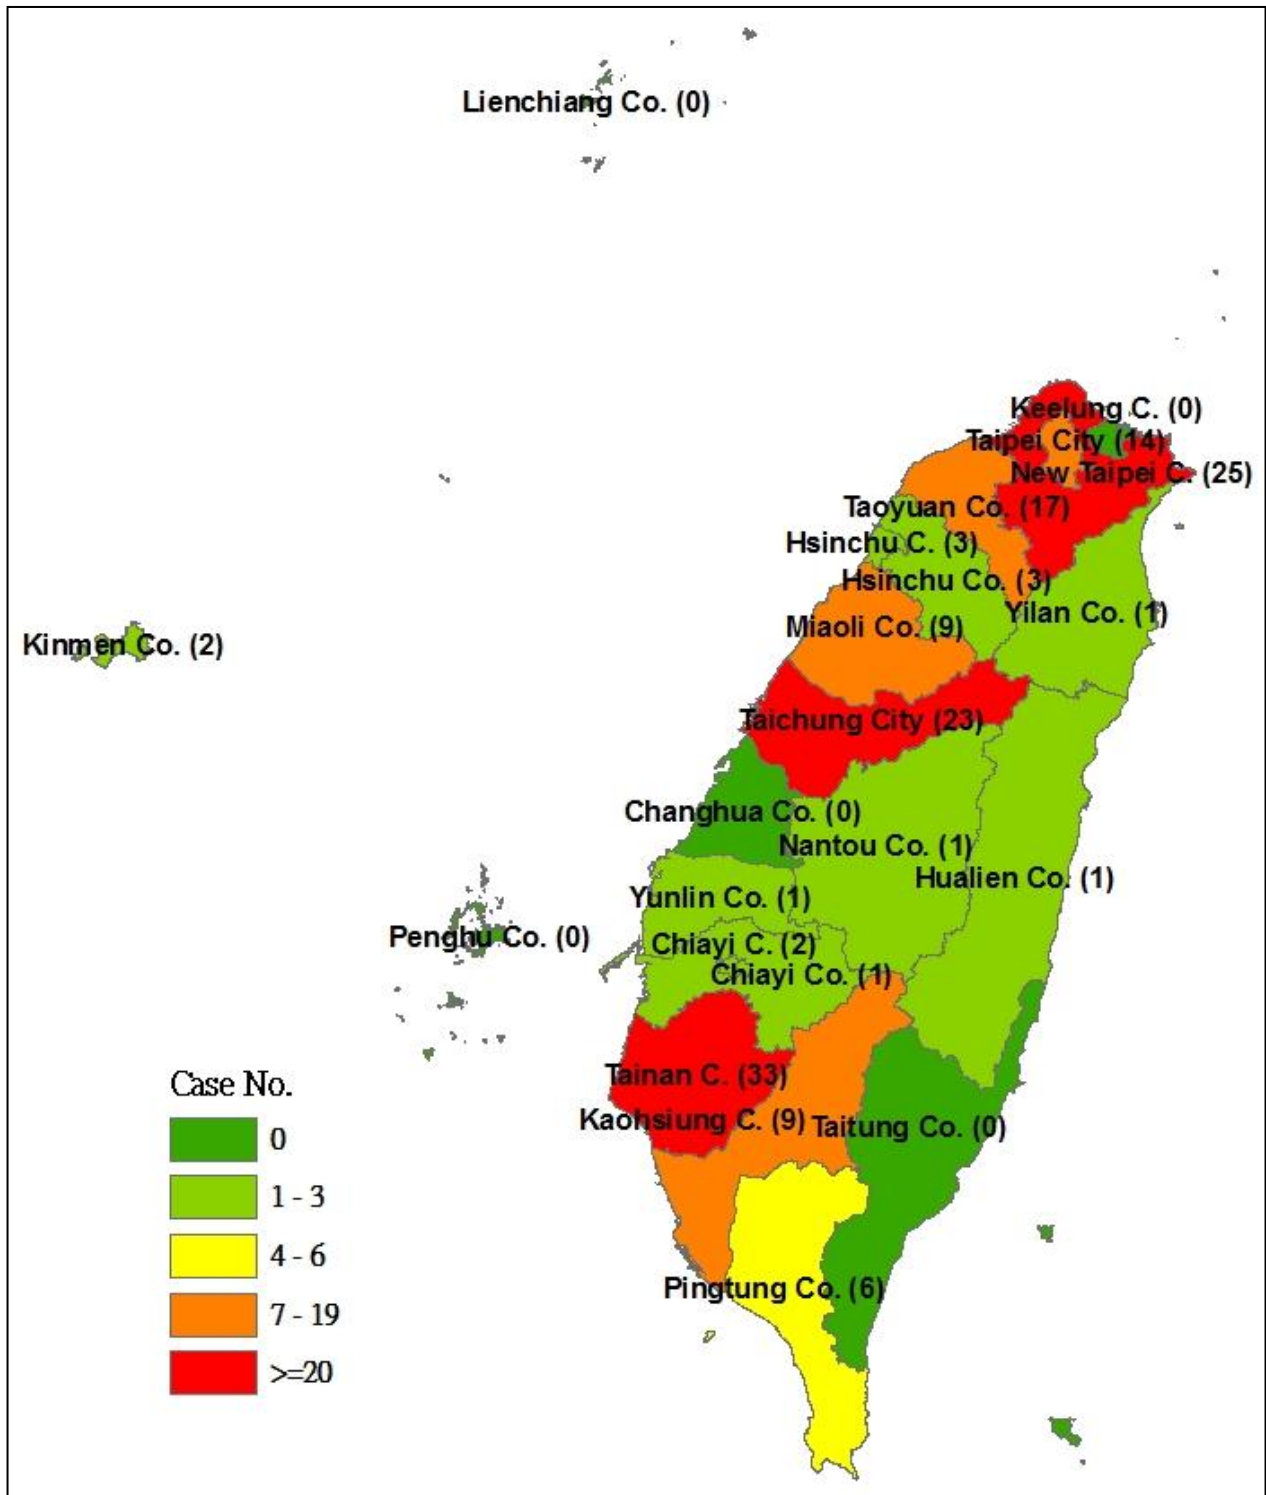 Lienchiang Co. (0)
Keelung C. (0)
Taipei City (14)
New Taipei C. (25)
Taoyuan Co. (17)
Hsinchu C. (3)
Hsinchu Co. (3)
Yilan Co. (1)
Miaoli Co. (9)
Kinmen Co. (2)
Taichung City (23)
Changhua Co. (0)
Nantou Co. (1)
Hualien Co. (1)
Yunlin Co. (1)
Penghu Co. (0)
Chiayi C. (2)
Chiayi Co. (1)
Tainan C. (33)
Kaohsiung C. (9)
Taitung Co. (0)
Pingtung Co. (6)
Case No.
0
1 - 3
4 - 6
7 - 19
>=20